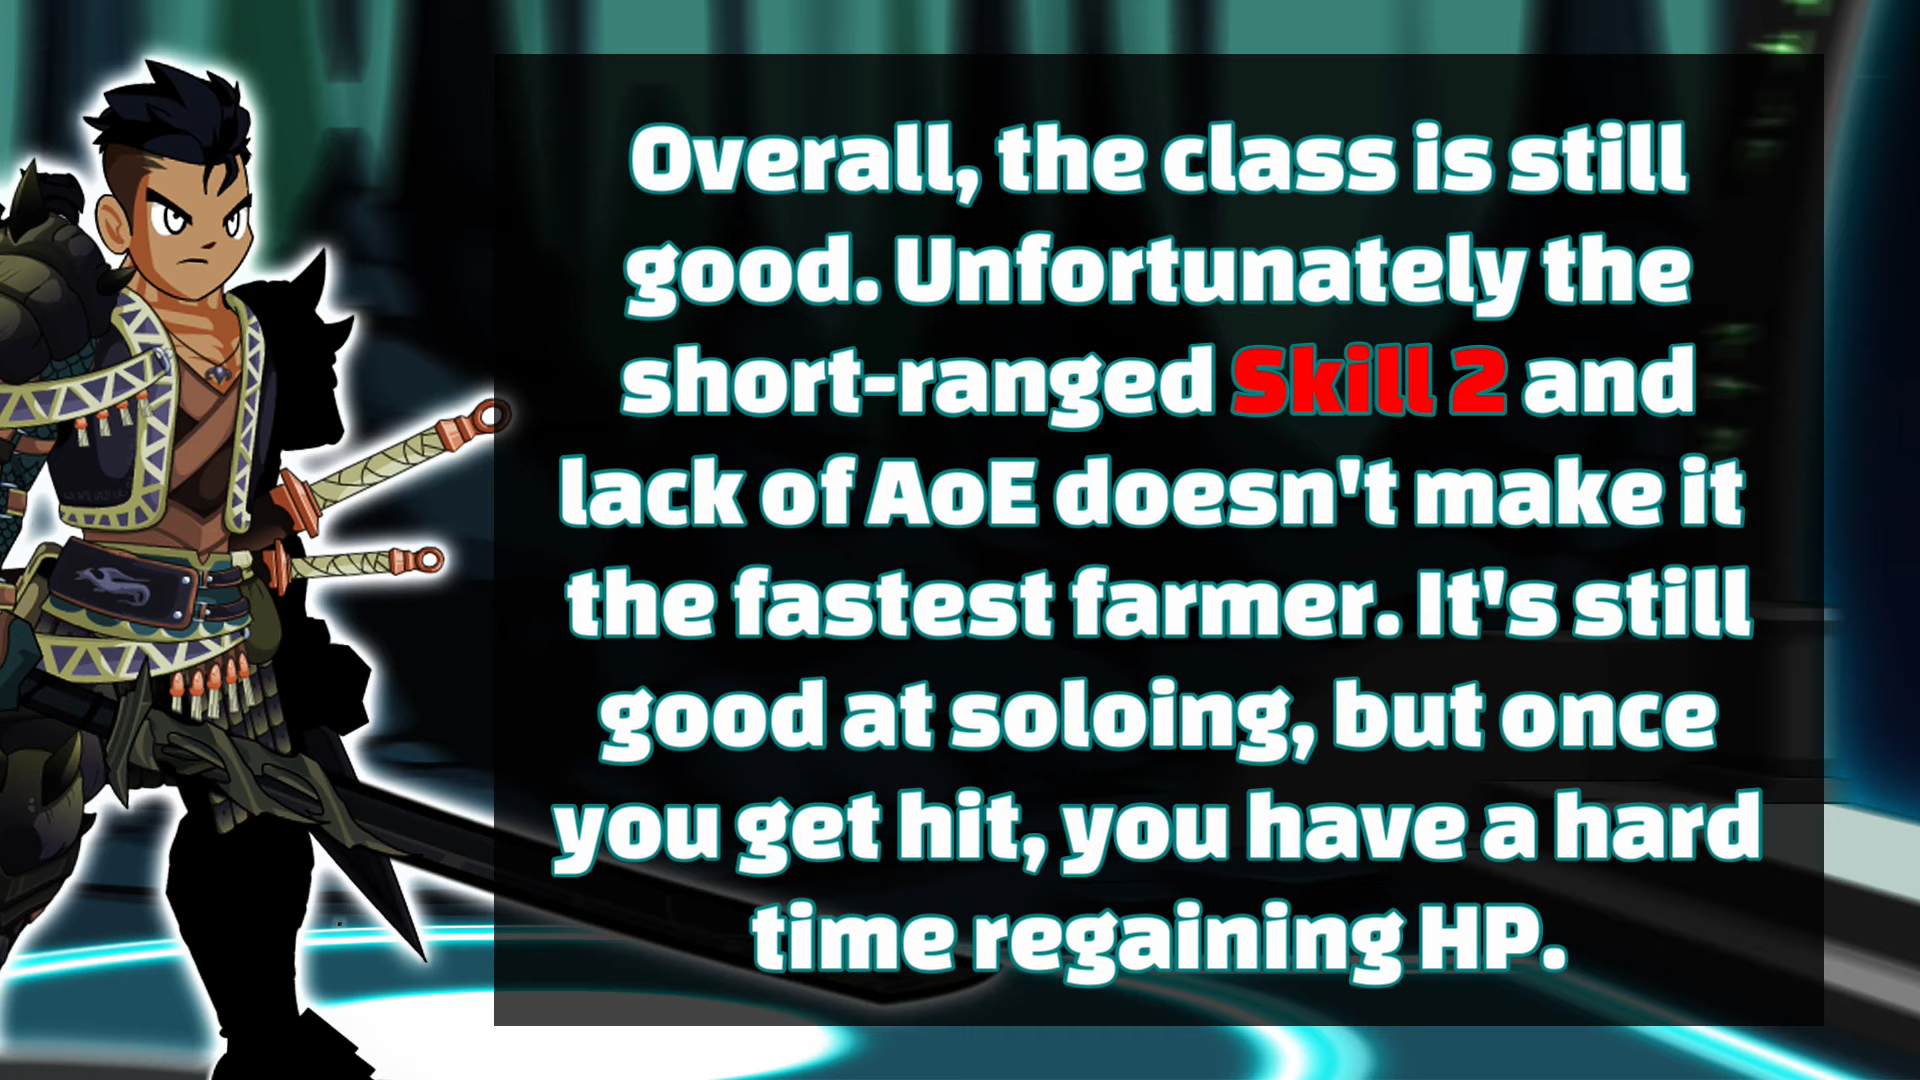 Overall, the class is still
good. Unfortunately the
short-ranged Skill 2 and
lack of AoE doesn't make it
the fastest farmer. It's still
good at soloing, but once
you get hit, you have a hard
time regaining HP.